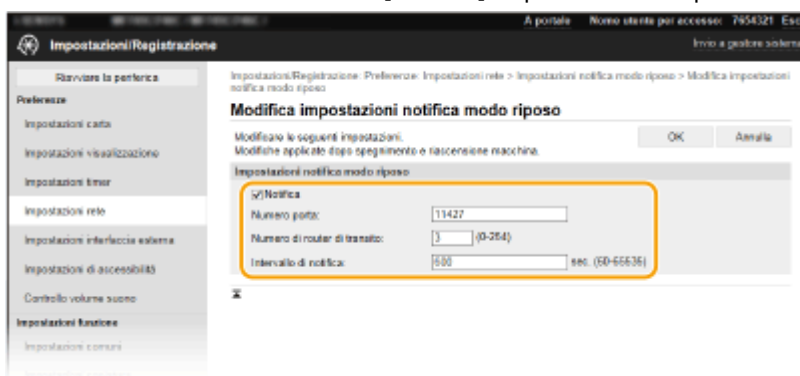 A portale Nome utente per accesso: 7654321 Esc
Impostazioni/Registrazione
Invio a gestore sistema
Riavviare la periferica
Preferenze
Impostazioni carta
Impostazioni visualizzazione
Impostazioni timer
Impostazioni rete
Impostazioni interfaccia esterna
Impostazioni di accessibilità
Controllo volume suono
Impostazioni funzione
Impostazioni comuni
Impostazioni/Registrazione: Preferenze: Impostazioni rete > Impostazioni notifica modo riposo > Modifica impostazioni
notifica modo riposo
Modifica impostazioni notifica modo riposo
Modificare le seguenti impostazioni.
Modifiche applicate dopo spegnimento e riaccensione macchina.
OK Annulla
Impostazioni notifica modo riposo
Notifica
Numero porta: 11427
Numero di router di transito: 3 (0-254)
Intervallo di notifica: 600 sec. (60-65535)